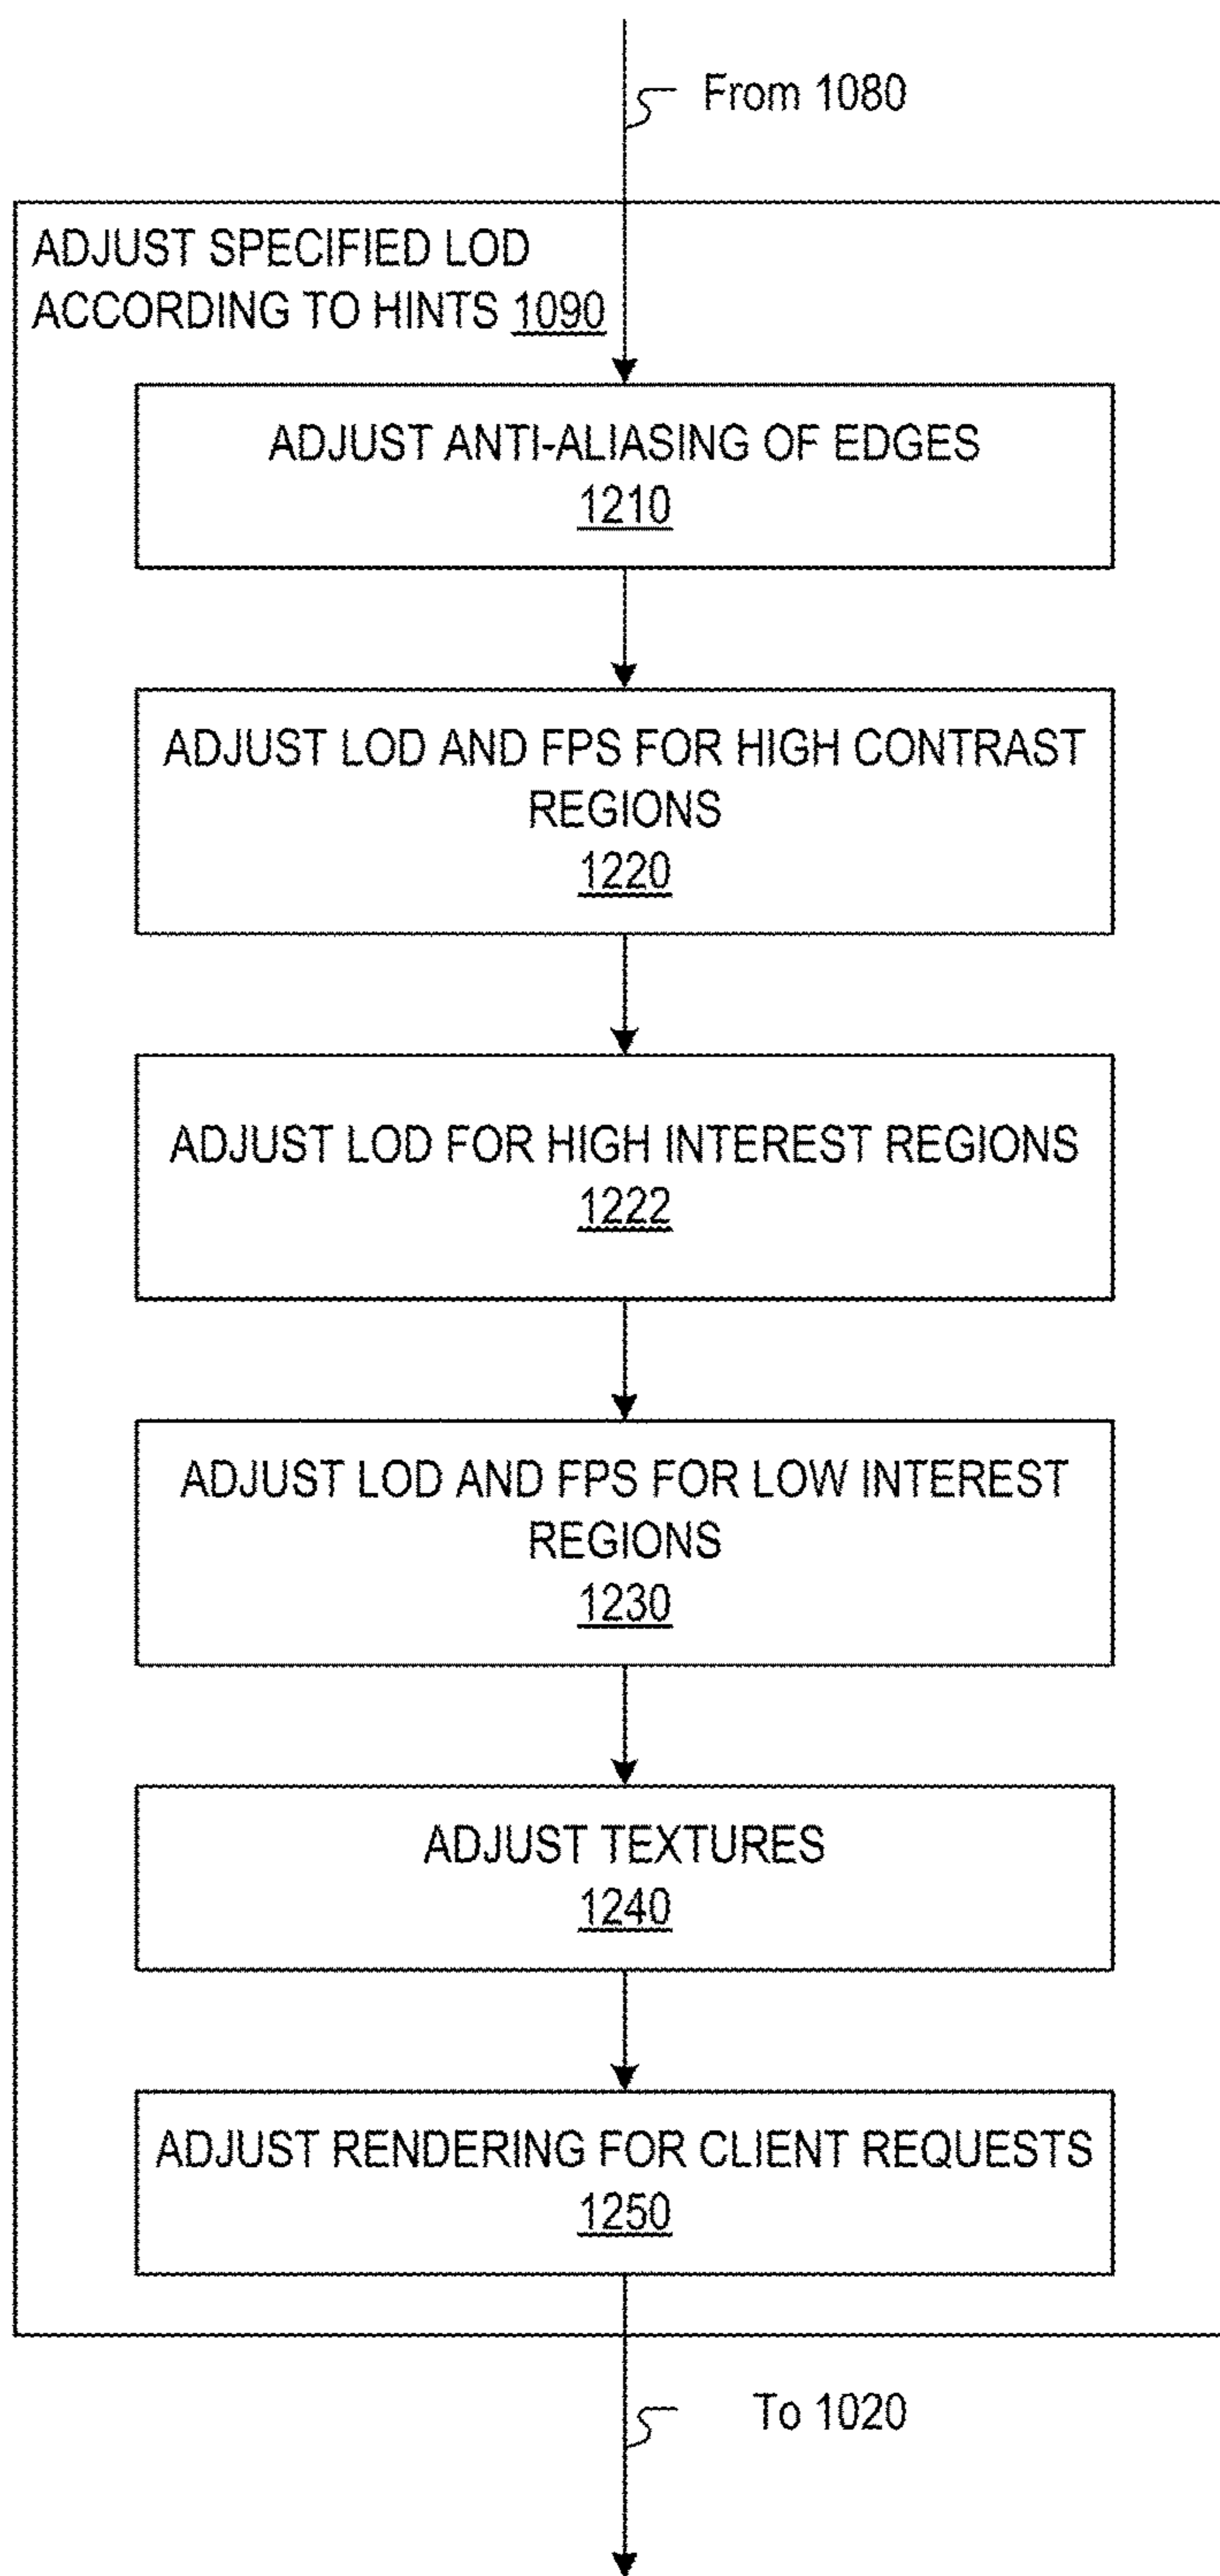 From 1080
ADJUST SPECIFIED LOD
ACCORDING TO HINTS 1090
ADJUST ANTI-ALIASING OF EDGES
1210
ADJUST LOD AND FPS FOR HIGH CONTRAST
REGIONS
1220
ADJUST LOD FOR HIGH INTEREST REGIONS
1222
ADJUST LOD AND FPS FOR LOW INTEREST
REGIONS
1230
ADJUST TEXTURES
1240
ADJUST RENDERING FOR CLIENT REQUESTS
1250
To 1020